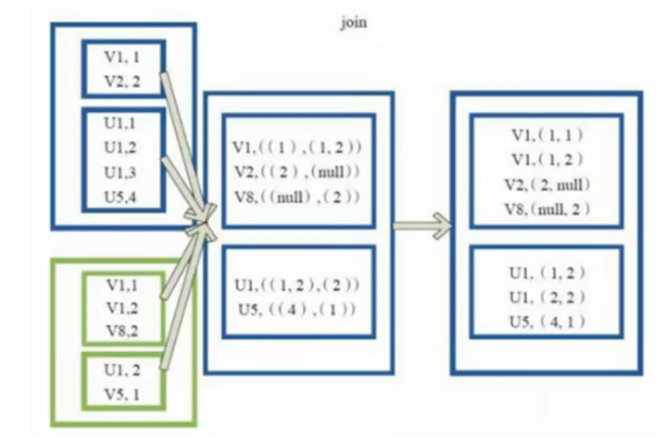 join
V1, 1
V2, 2
U1,1
U1,2
U1,3
U5,4
V1,1
V1,2
V8,2
U1, 2
V5, 1
V1,((1),(1,2))
V2,((2),(null))
V8,((null),(2))
U1,((1,2),(2))
U5, ((4),(1))
V1,(1,1)
V1,(1,2)
V2,(2,null)
V8,(null,2)
U1, (1,2)
U1, (2,2)
U5, (4,1)